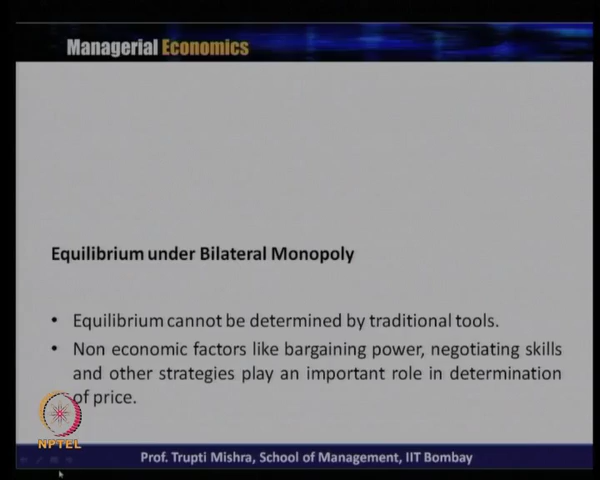 Managerial Economics
Equilibrium under Bilateral Monopoly
• Equilibrium cannot be determined by traditional tools.
• Non economic factors like bargaining power, negotiating skills
and other strategies play an important role in determination
of price.
NPTEL
Prof. Trupti Mishra, School of Management, IIT Bombay